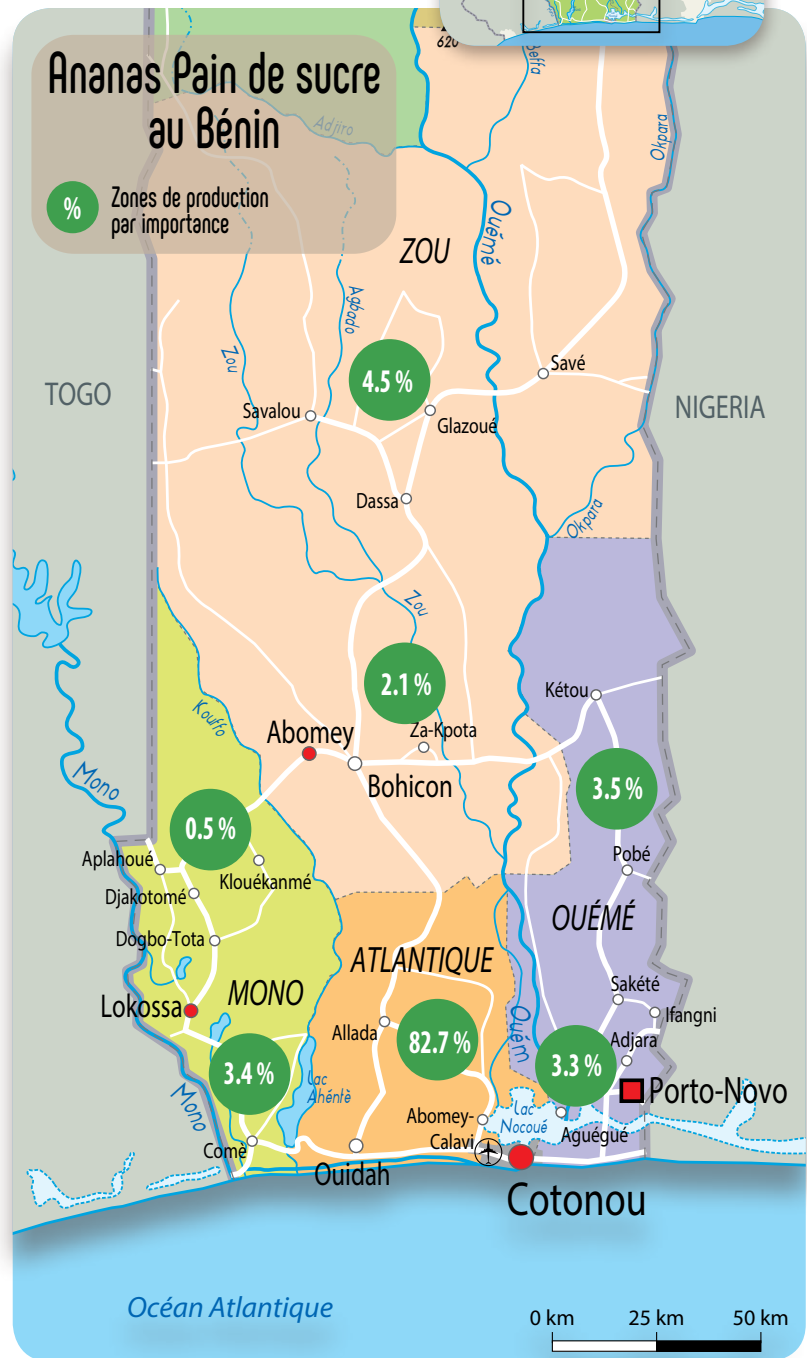 620
Beffa
Ananas Pain de sucre
au Bénin
%
Zones de production
par importance
Adjiro
Okpara
Ouémé
ZOU
Agbado
Zou
4.5 %
Savé
TOGO
NIGERIA
Savalou
Glazoué
Dassa
Okpara
Zou
2.1 %
Kétou
Kouffo
Abomey
Za-Kpota
Bohicon
Mono
3.5 %
0.5 %
Aplahoué
Pobé
Klouékanmé
Djakotomé
OUÉMÉ
Dogbo-Tota
ATLANTIQUE
MONO
Sakété
Lokossa
Ifangni
Allada
82.7 %
Ouém
Adjara
3.4 %
3.3 %
Mono
Lac
Ahéntè
Porto-Novo
Lac
Nocoué
Abomey-
Calavi
Aguégué
Comè
Ouidah
Cotonou
Océan Atlantique
0 km 25 km 50 km